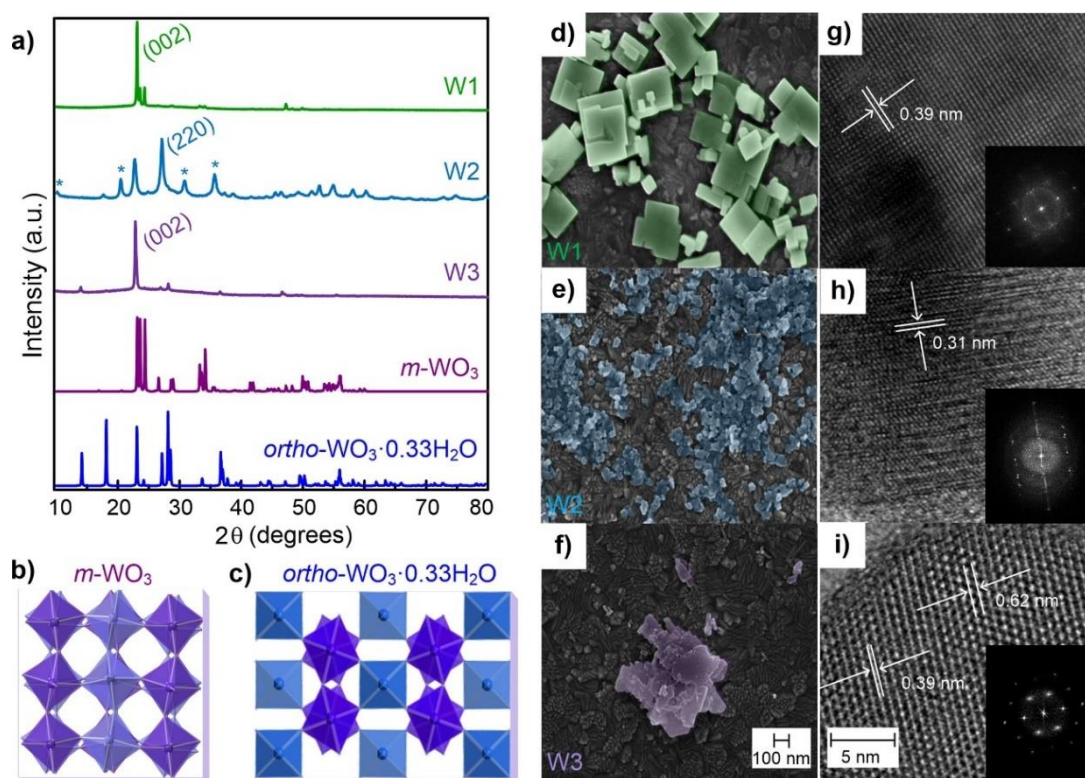 a)
(002)
W1
(220)
*
*
*
*
W2
(002)
W3
m-WO₃
ortho-WO₃·0.33H₂O
Intensity (a.u.)
10 20 30 40 50 60 70 80
2θ (degrees)
b)
m-WO₃
c)
ortho-WO₃·0.33H₂O
d)
W1
e)
W2
f)
W3
100 nm
g)
0.39 nm
h)
0.31 nm
i)
0.62 nm
0.39 nm
5 nm